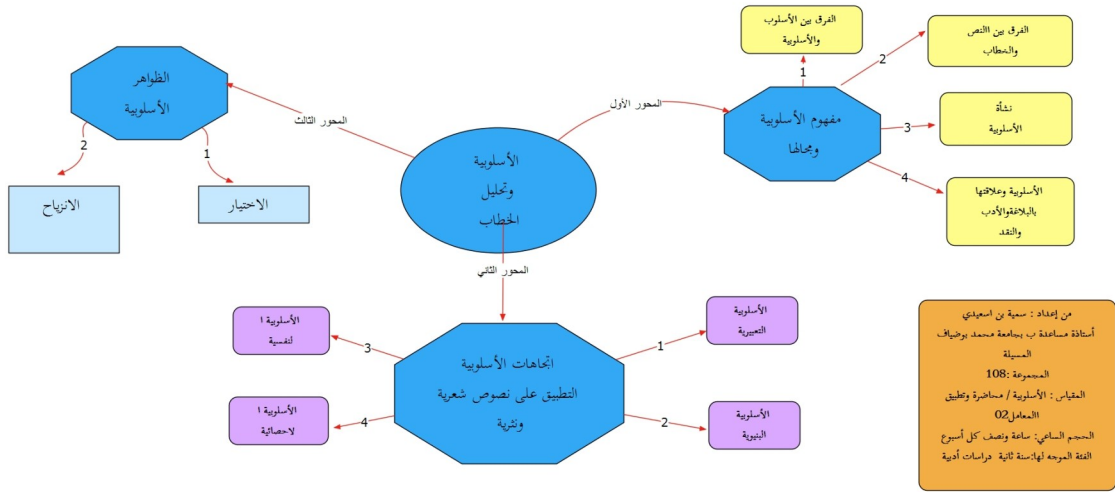 الأسلوبية
وتحليل
الخطاب
المحور الأول
مفهوم الأسلوبية
ومجالها
1
الفرق بين الأسلوب
والأسلوبية
2
الفرق بين االنص
والخطاب
3
نشأة
الأسلوبية
4
الأسلوبية وعلاقتها
بالبلاغةوالأدب
والنقد
المحور الثاني
اتجاهات الأسلوبية
التطبيق على نصوص شعرية
ونثرية
1
الأسلوبية
التعبيرية
2
الأسلوبية
البنيوية
3
الأسلوبية ا
لنفسية
4
الأسلوبية ا
لاحصائية
المحور الثالث
الظواهر
الأسلوبية
1
الاختيار
2
الانزياح
من إعداد : سمية بن اسعيدي
أستاذة مساعدة ب بجامعة محمد بوضياف
المسيلة
المجموعة :108
المقياس : الأسلوبية / محاضرة وتطبيق
االمعامل02
الحجم الساعي: ساعة ونصف كل أسبوع
الفئة الموجه لها:سنة ثانية دراسات أدبية